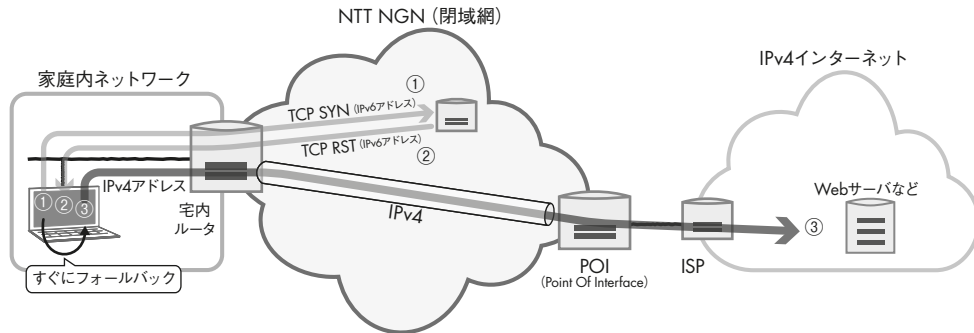 NTT NGN（閉域網）
IPv4インターネット
家庭内ネットワーク
①
TCP SYN（IPv6アドレス）
TCP RST（IPv6アドレス）
②
IPv4アドレス
① ② ③
宅内
ルータ
IPv4
Webサーバなど
③
すぐにフォールバック
POI
(Point Of Interface)
ISP